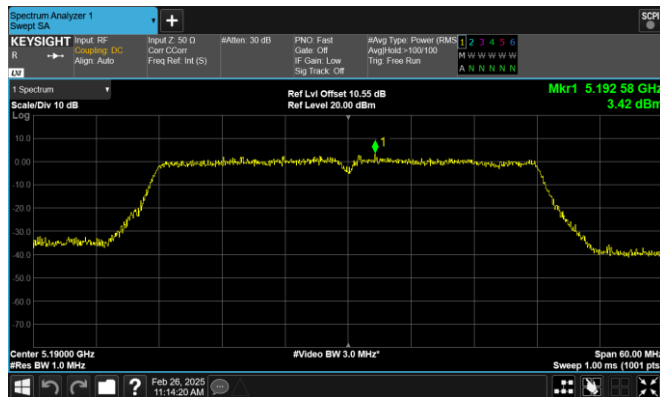 Spectrum Analyzer 1
Swept SA
+
SCPI
KEYSIGHT
R
LXI
Input: RF
Coupling: DC
Align: Auto
Input Z: 50 Ω
Corr CCorr
Freq Ref: Int (S)
#Atten: 30 dB
PNO: Fast
Gate: Off
IF Gain: Low
Sig Track: Off
#Avg Type: Power (RMS
Avg|Hold:>100/100
Trig: Free Run
1 2 3 4 5 6
M W W W W W
A N N N N N
1 Spectrum
Scale/Div 10 dB
Log
Ref Lvl Offset 10.55 dB
Ref Level 20.00 dBm
Mkr1 5.192 58 GHz
3.42 dBm
10.0
0.00
1
-10.0
-20.0
-30.0
-40.0
-50.0
-60.0
-70.0
Center 5.19000 GHz
#Res BW 1.0 MHz
#Video BW 3.0 MHz*
Span 60.00 MHz
Sweep 1.00 ms (1001 pts
?
Feb 26, 2025
11:14:20 AM